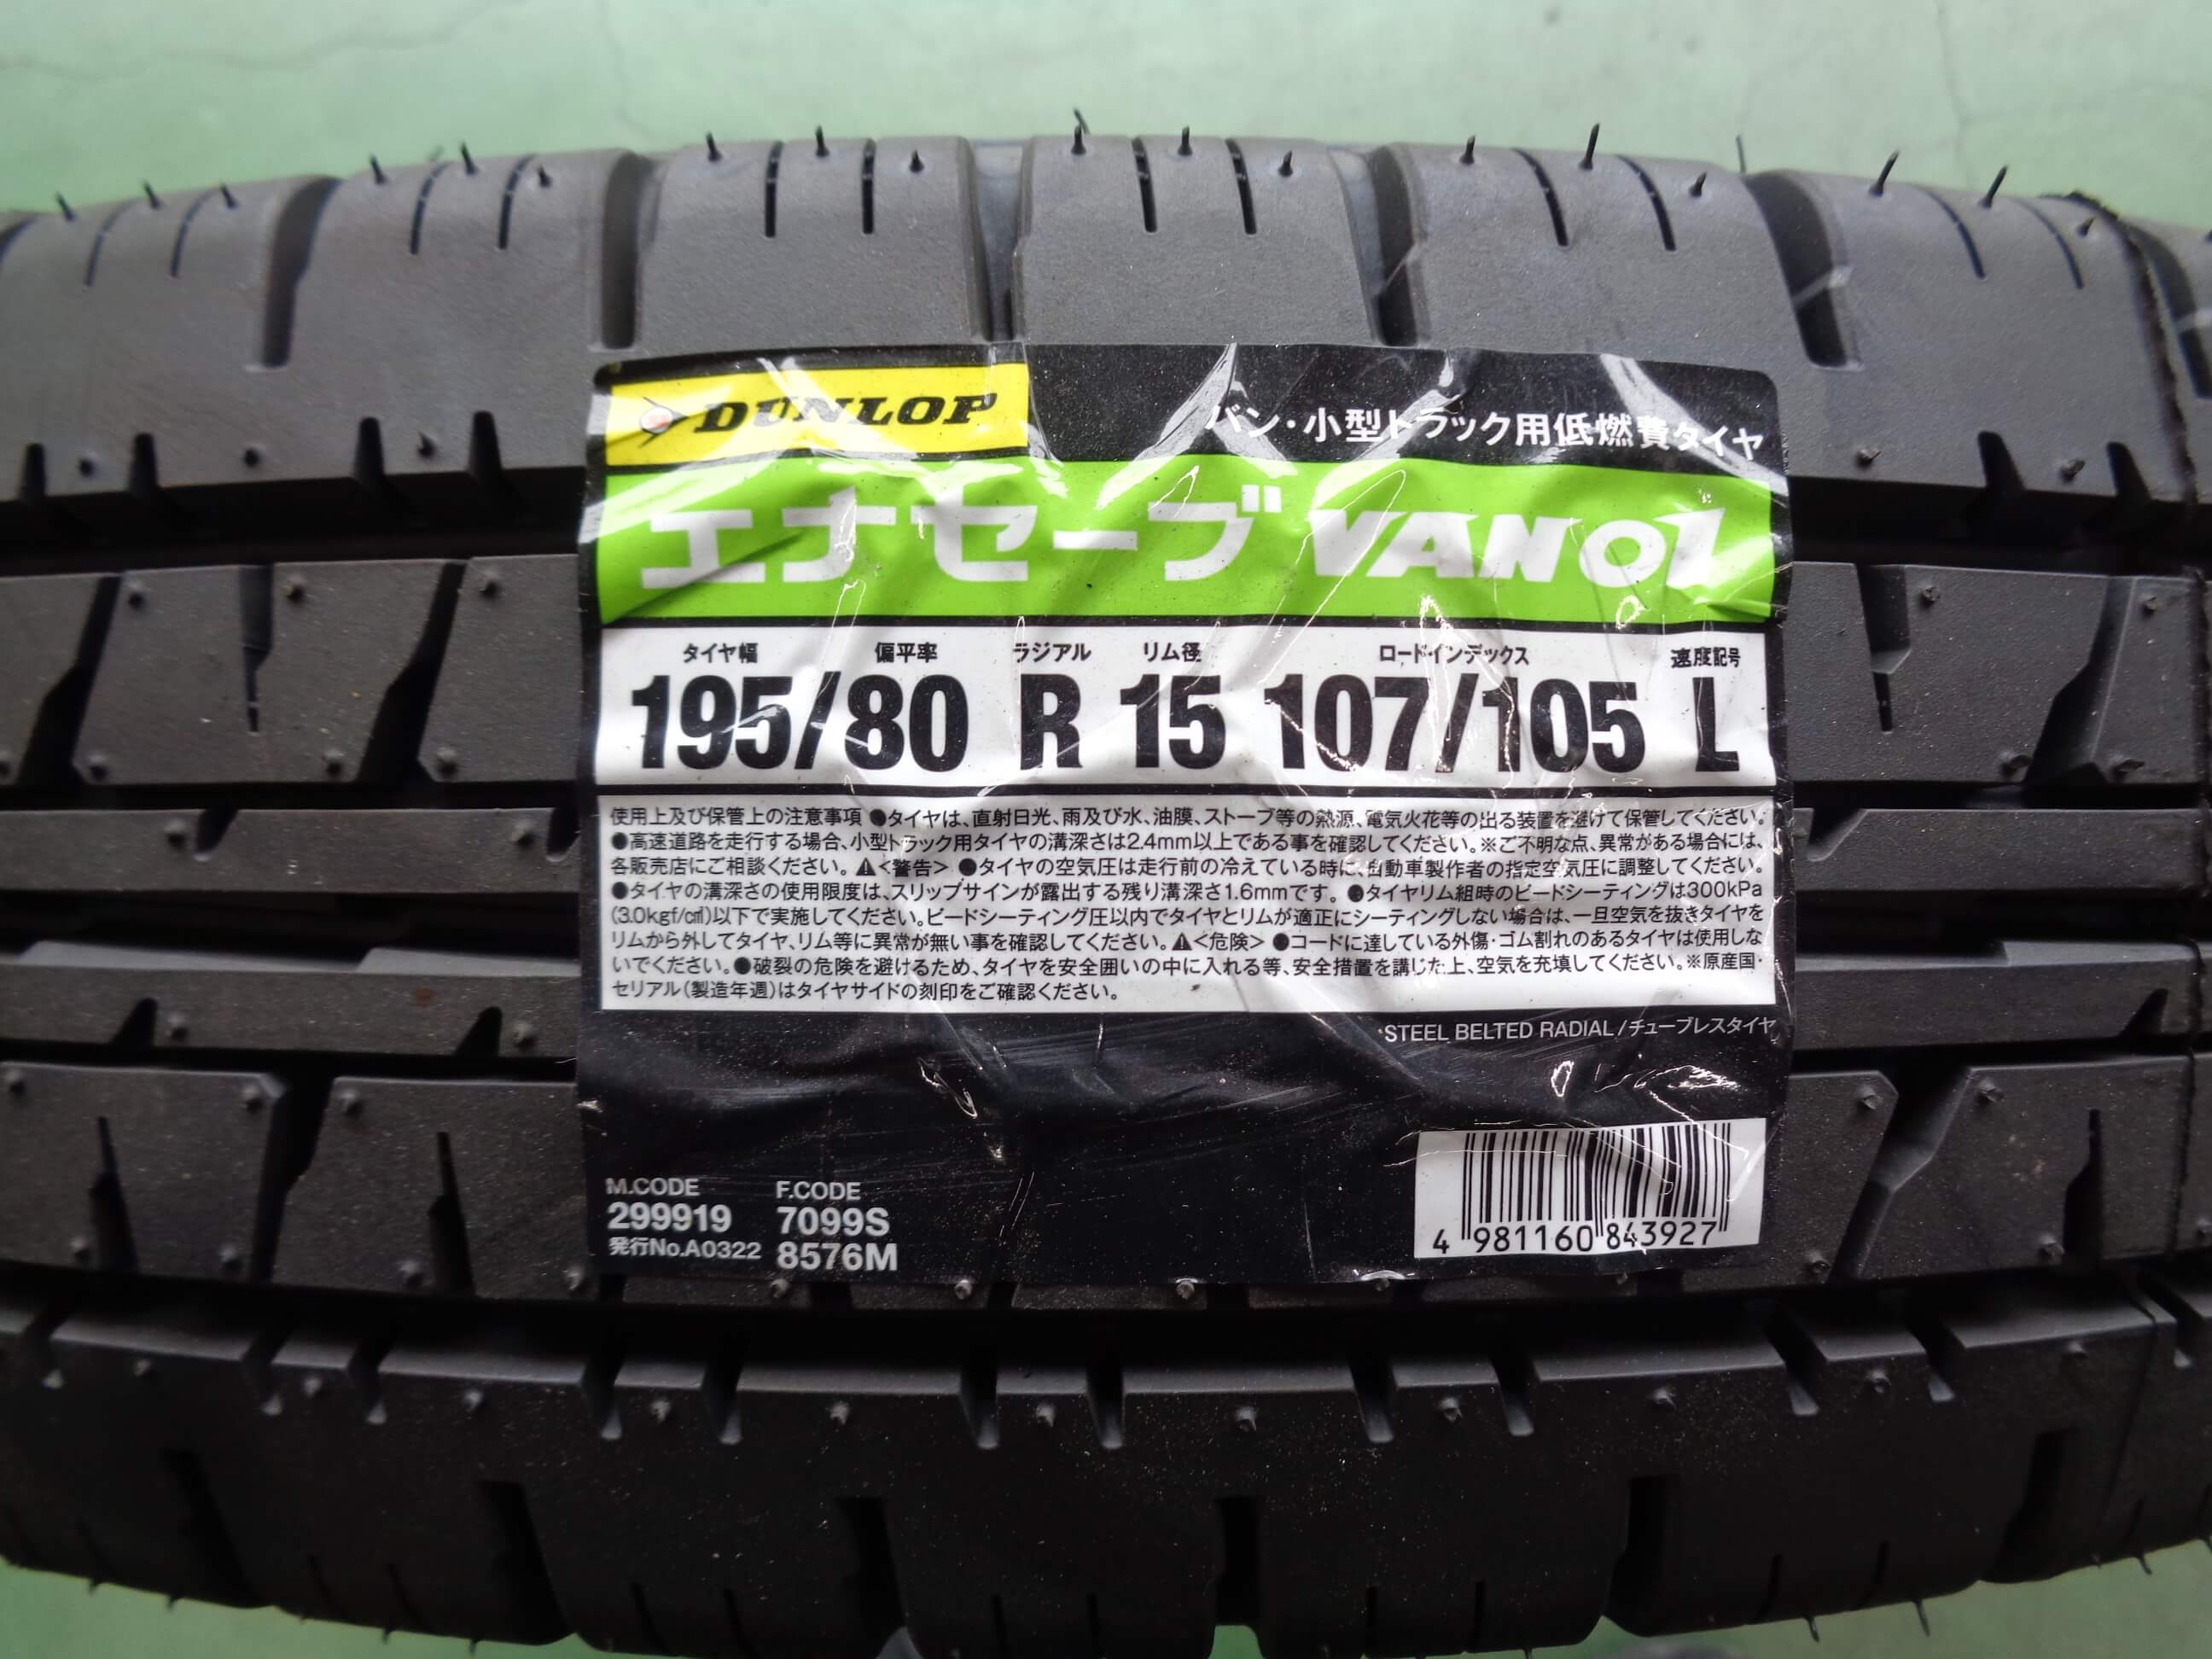 DUNLOP
バン・小型トラック用低燃費タイヤ
エナセーブ VAN01
タイヤ幅 偏平率 ラジアル リム径 ロードインデックス 速度記号
195/80 R 15 107/105 L
使用上及び保管上の注意事項 ●タイヤは、直射日光、雨及び水、油膜、ストーブ等の熱源、電気火花等の出る装置を避けて保管してください。
●高速道路を走行する場合、小型トラック用タイヤの溝深さは2.4mm以上である事を確認してください。※ご不明な点、異常がある場合には、
各販売店にご相談ください。⚠<警告> ●タイヤの空気圧は走行前の冷えている時に、自動車製作者の指定空気圧に調整してください。
●タイヤの溝深さの使用限度は、スリップサインが露出する残り溝深さ1.6mmです。 ●タイヤリム組時のビードシーティングは300kPa
(3.0kgf/c㎡)以下で実施してください。ビードシーティング圧以内でタイヤとリムが適正にシーティングしない場合は、一旦空気を抜きタイヤを
リムから外してタイヤ、リム等に異常が無い事を確認してください。⚠<危険> ●コードに達している外傷・ゴム割れのあるタイヤは使用しな
いでください。●破裂の危険を避けるため、タイヤを安全囲いの中に入れる等、安全措置を講じた上、空気を充填してください。※原産国・
セリアル(製造年週)はタイヤサイドの刻印をご確認ください。
STEEL BELTED RADIAL/チューブレスタイヤ
M.CODE F.CODE
299919 7099S
発行No.A0322 8576M
4 981160 843927